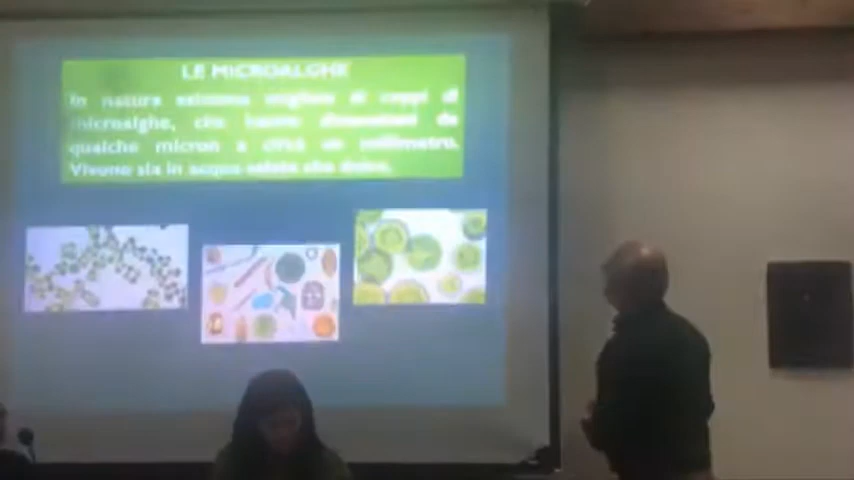 LE MICROALGHE
In natura esistono migliaia di ceppi di
microalghe, che hanno dimensioni da
qualche micron a circa un millimetro.
Vivono sia in acqua salata che dolce.